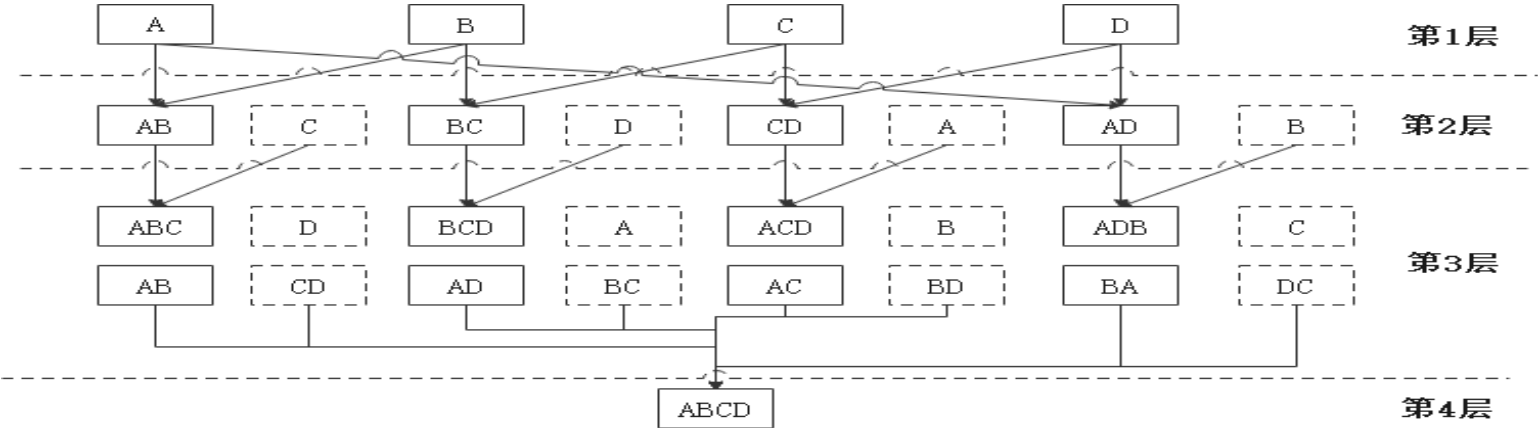 A B C D 第1层
AB C BC D CD A AD B 第2层
ABC D BCD A ACD B ADB C
第3层
AB CD AD BC AC BD BA DC
ABCD 第4层